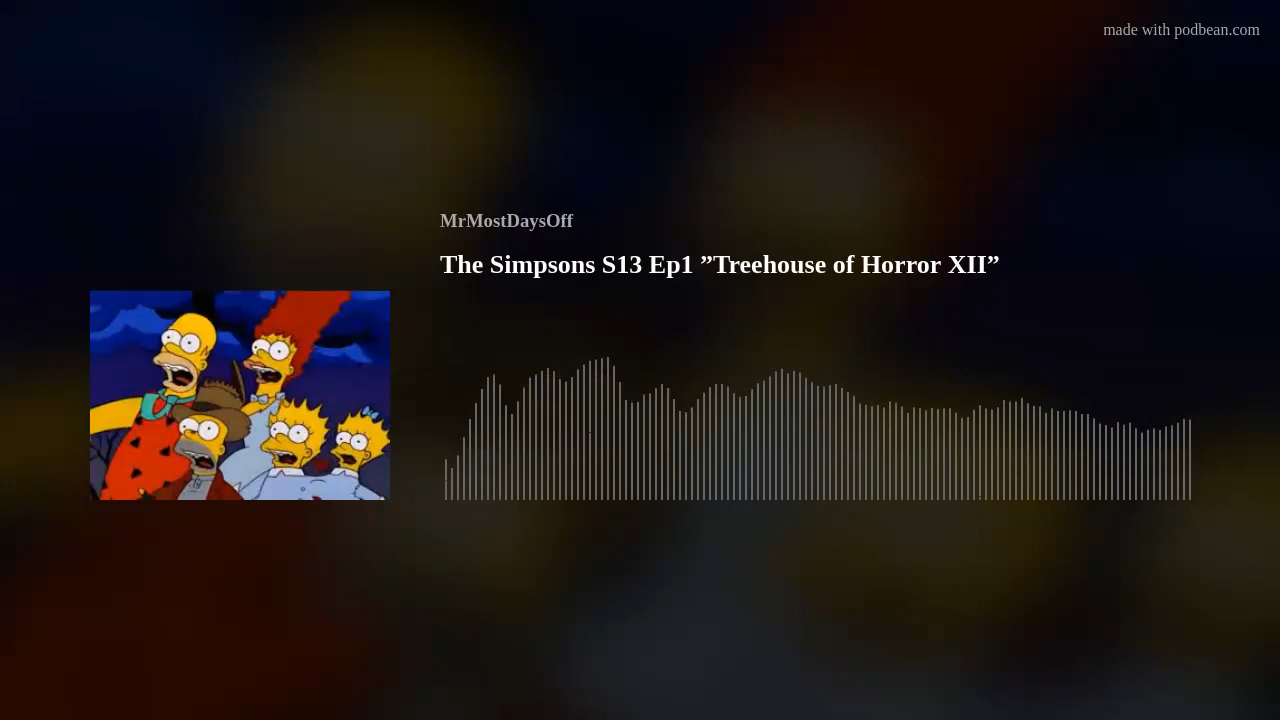 made with podbean.com
MrMostDaysOff
The Simpsons S13 Ep1 ”Treehouse of Horror XII”